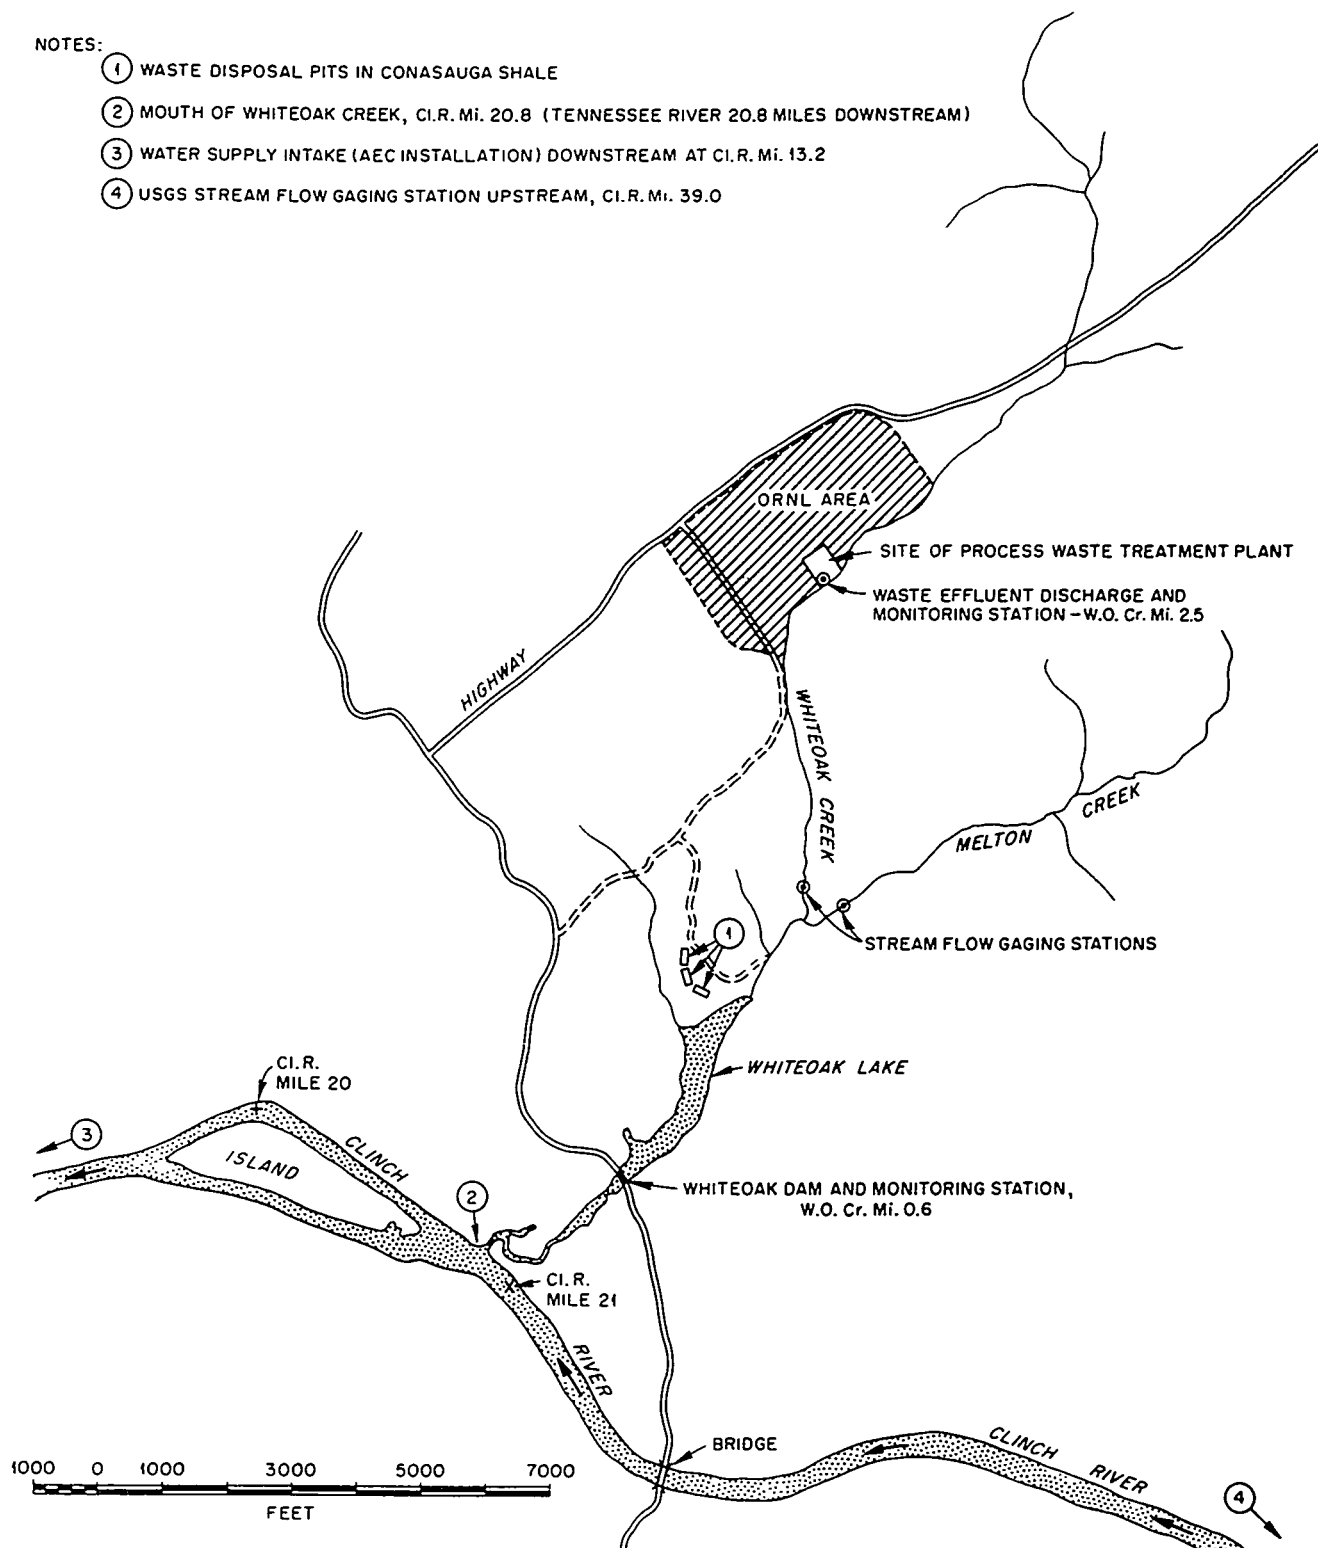 NOTES:
1 WASTE DISPOSAL PITS IN CONASAUGA SHALE
2 MOUTH OF WHITEOAK CREEK, Cl.R. Mi. 20.8 (TENNESSEE RIVER 20.8 MILES DOWNSTREAM)
3 WATER SUPPLY INTAKE (AEC INSTALLATION) DOWNSTREAM AT Cl.R. Mi. 13.2
4 USGS STREAM FLOW GAGING STATION UPSTREAM, Cl.R. Mi. 39.0
ORNL AREA
SITE OF PROCESS WASTE TREATMENT PLANT
WASTE EFFLUENT DISCHARGE AND
MONITORING STATION – W.O. Cr. Mi. 2.5
HIGHWAY
WHITEOAK CREEK
MELTON CREEK
1
STREAM FLOW GAGING STATIONS
WHITEOAK LAKE
Cl.R.
MILE 20
3
ISLAND
CLINCH
2
WHITEOAK DAM AND MONITORING STATION,
W.O. Cr. Mi. 0.6
Cl.R.
MILE 21
RIVER
BRIDGE
CLINCH
RIVER
4
1000 0 1000 3000 5000 7000
FEET